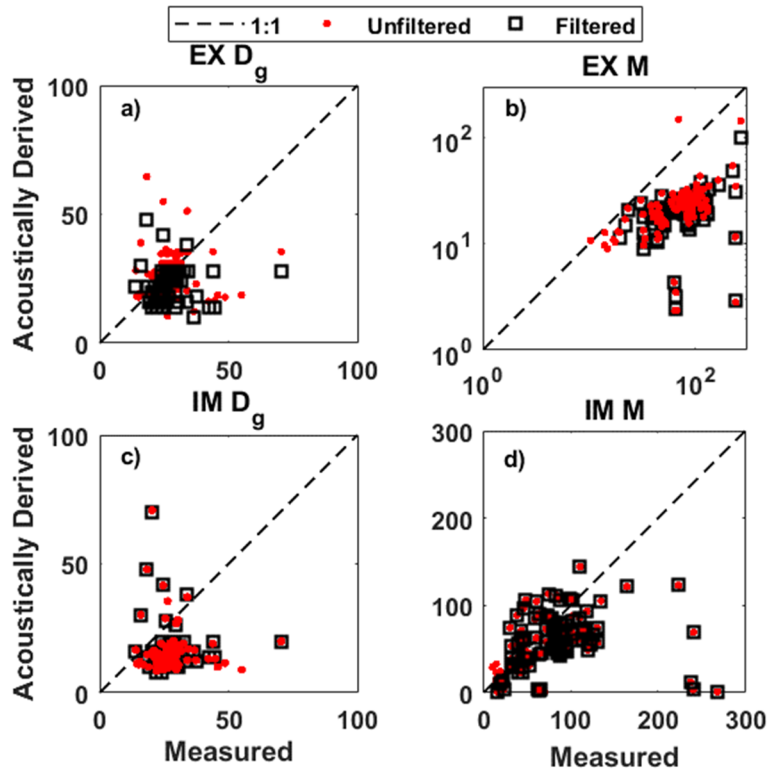 1:1 Unfiltered Filtered
EX D_g
EX M
Acoustically Derived
a)
100
50
0
0 50 100
b)
10^2
10^1
10^0
10^0 10^2
IM D_g
IM M
Acoustically Derived
c)
100
50
0
0 50 100
Measured
d)
300
200
100
0
0 100 200 300
Measured